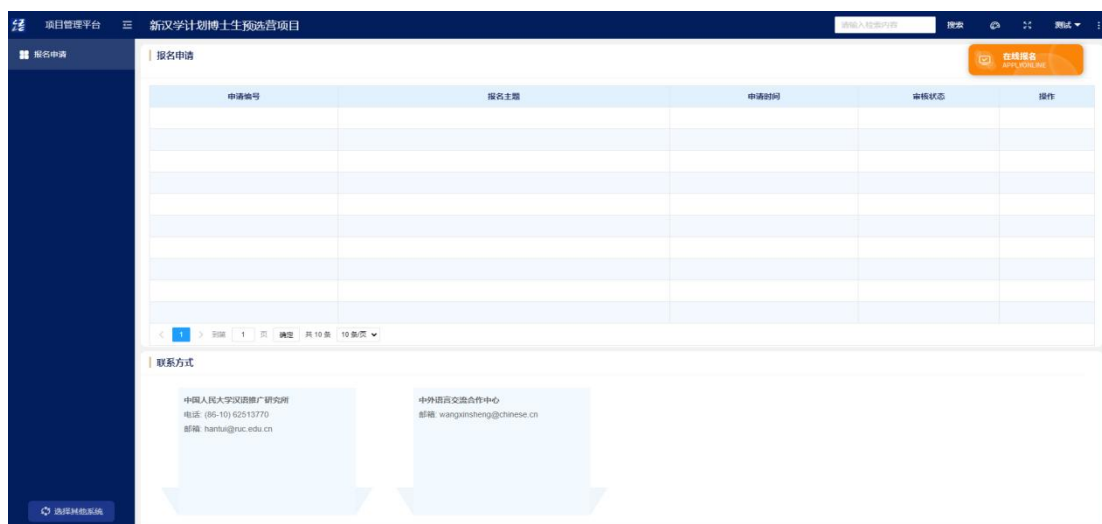 项目管理平台
新汉学计划博士生预选营项目
请输入检索内容
搜索
测试
报名申请
报名申请
在线报名
APPLYONLINE
申请编号 报名主题 申请时间 审核状态 操作
1 到第 1 页 确定 共 10 条 10 条/页
联系方式
中国人民大学汉语推广研究所
电话: (86-10) 62513770
邮箱: hantui@ruc.edu.cn
中外语言交流合作中心
邮箱: wangxinsheng@chinese.cn
选择其他系统